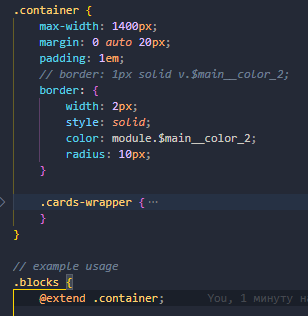 .container {
max-width: 1400px;
margin: 0 auto 20px;
padding: 1em;
// border: 1px solid v.$main__color_2;
border: {
width: 2px;
style: solid;
color: module.$main__color_2;
radius: 10px;
}
.cards-wrapper { ...
}
}
// example usage
.blocks {
@extend .container; You, 1 минуту на